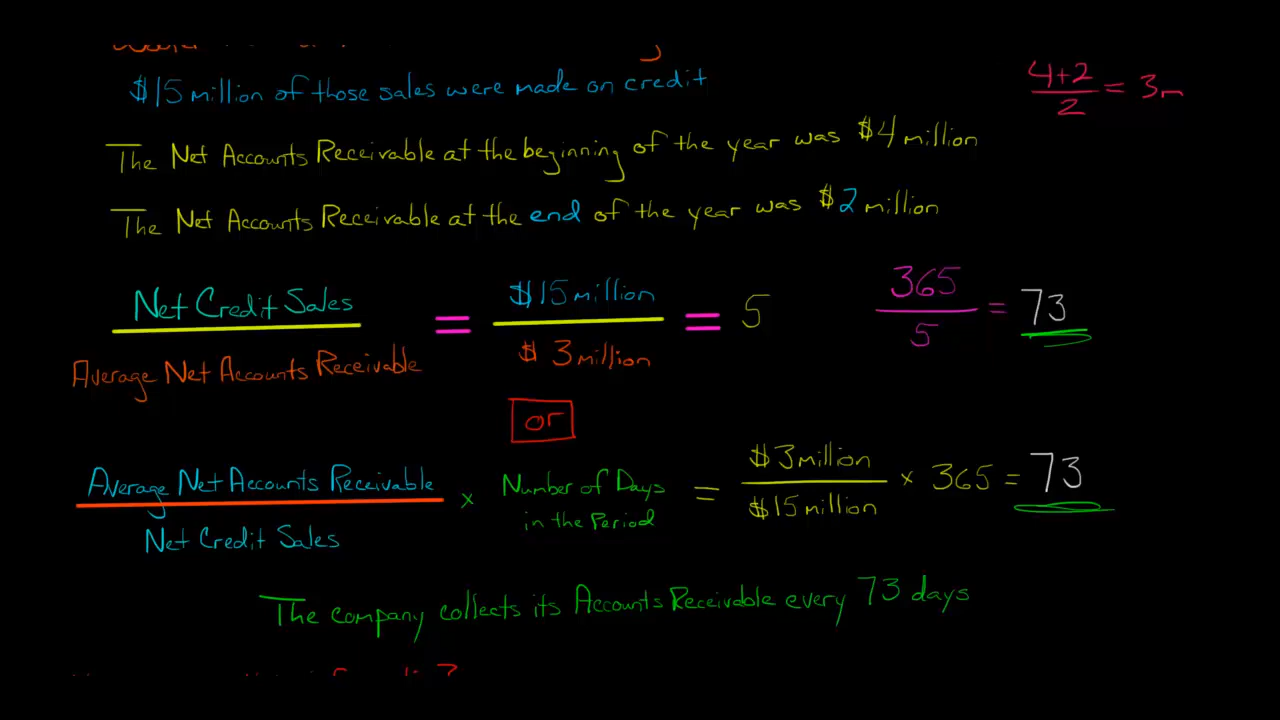 $15 million of those sales were made on credit
4+2
2
= 3m
The Net Accounts Receivable at the beginning of the year was $4 million
The Net Accounts Receivable at the end of the year was $2 million
Net Credit Sales
Average Net Accounts Receivable
=
$15 million
$ 3 million
= 5
365
5
= 73
or
Average Net Accounts Receivable
Net Credit Sales
x
Number of Days
in the Period
=
$3 million
$15 million
x 365 = 73
The company collects its Accounts Receivable every 73 days